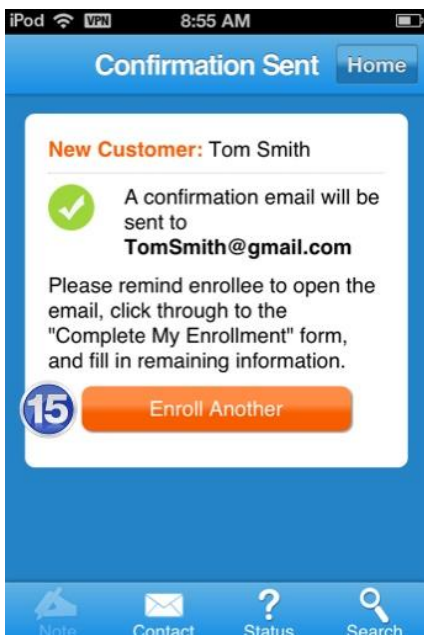 iPod VPN 8:55 AM
Confirmation Sent Home
New Customer: Tom Smith
A confirmation email will be
sent to
TomSmith@gmail.com
Please remind enrollee to open the
email, click through to the
"Complete My Enrollment" form,
and fill in remaining information.
15 Enroll Another
Note Contact Status Search